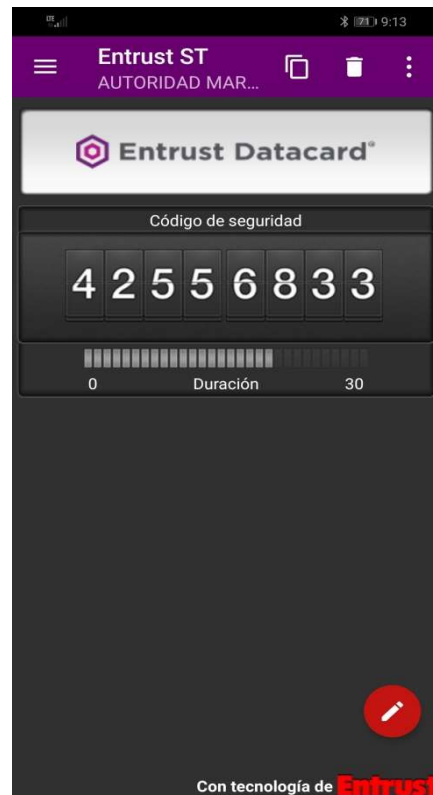 LTE 71 9:13
Entrust ST
AUTORIDAD MAR...
Entrust Datacard®
Código de seguridad
42556833
0 Duración 30
Con tecnología de Entrust